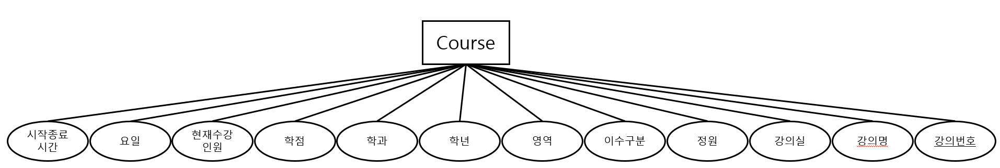 Course
시작종료
시간
요일
현재수강
인원
학점
학과
학년
영역
이수구분
정원
강의실
강의명
강의번호